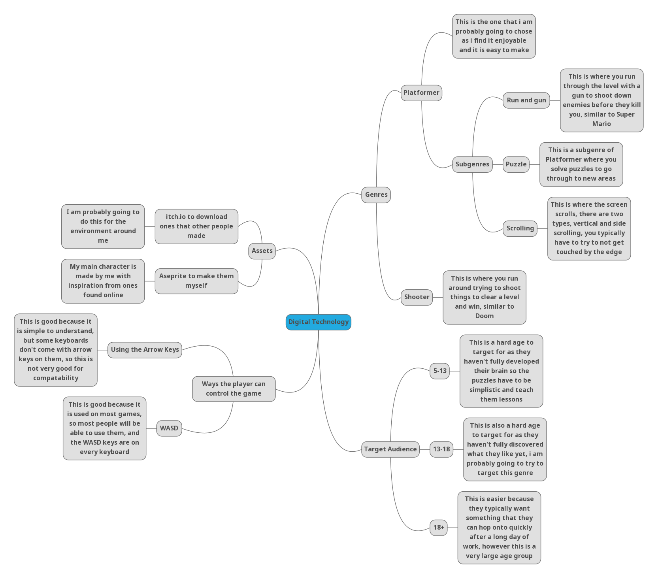 Digital Technology
Genres
Platformer
This is the one that i am
probably going to chose
as i find it enjoyable
and it is easy to make
Subgenres
Run and gun
This is where you run
through the level with a
gun to shoot down
enemies before they kill
you, similar to Super
Mario
Puzzle
This is a subgenre of
Platformer where you
solve puzzles to go
through to new areas
Scrolling
This is where the screen
scrolls, there are two
types, vertical and side
scrolling, you typically
have to try to not get
touched by the edge
Shooter
This is where you run
around trying to shoot
things to clear a level
and win, similar to
Doom
Target Audience
5-13
This is a hard age to
target for as they
haven't fully developed
their brain so the
puzzles have to be
simplistic and teach
them lessons
13-18
This is also a hard age
to target for as they
haven't fully discovered
what they like yet, i am
probably going to try to
target this genre
18+
This is easier because
they typically want
something that they
can hop onto quickly
after a long day of
work, however this is a
very large age group
Assets
itch.io to download
ones that other people
made
I am probably going to
do this for the
environment around
me
Aseprite to make them
myself
My main character is
made by me with
inspiration from ones
found online
Ways the player can
control the game
Using the Arrow Keys
This is good because it
is simple to understand,
but some keyboards
don't come with arrow
keys on them, so this is
not very good for
compatability
WASD
This is good because it
is used on most games,
so most people will be
able to use them, and
the WASD keys are on
every keyboard